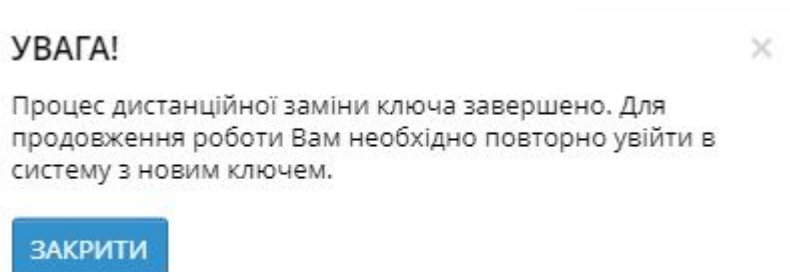 УВАГА!
Процес дистанційної заміни ключа завершено. Для
продовження роботи Вам необхідно повторно увійти в
систему з новим ключем.
ЗАКРИТИ